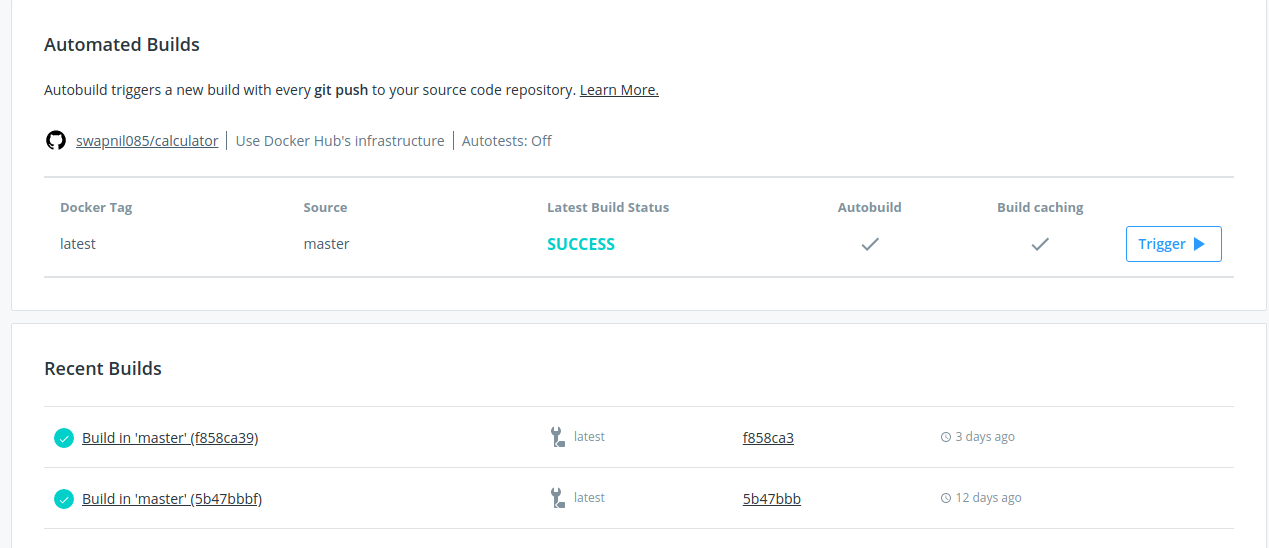 Automated Builds
Autobuild triggers a new build with every git push to your source code repository. Learn More.
swapnil085/calculator | Use Docker Hub's infrastructure | Autotests: Off
Docker Tag Source Latest Build Status Autobuild Build caching
latest master SUCCESS Trigger
Recent Builds
Build in 'master' (f858ca39) latest f858ca3 3 days ago
Build in 'master' (5b47bbbf) latest 5b47bbb 12 days ago